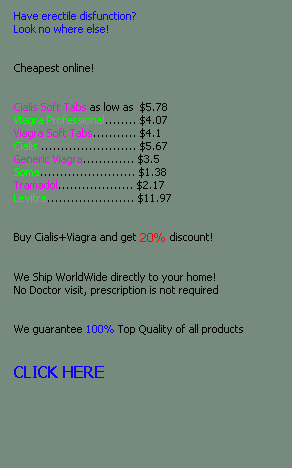 Have erectile disfunction?
Look no where else!
Cheapest online!
Cialis Soft Tabs as low as $5.78
Viagra Professional........ $4.07
Viagra Soft Tabs........... $4.1
Cialis ....................... $5.67
Generic Viagra............. $3.5
Soma........................ $1.38
Tramadol................... $2.17
Levitra...................... $11.97
Buy Cialis+Viagra and get 20% discount!
We Ship WorldWide directly to your home!
No Doctor visit, prescription is not required
We guarantee 100% Top Quality of all products
CLICK HERE